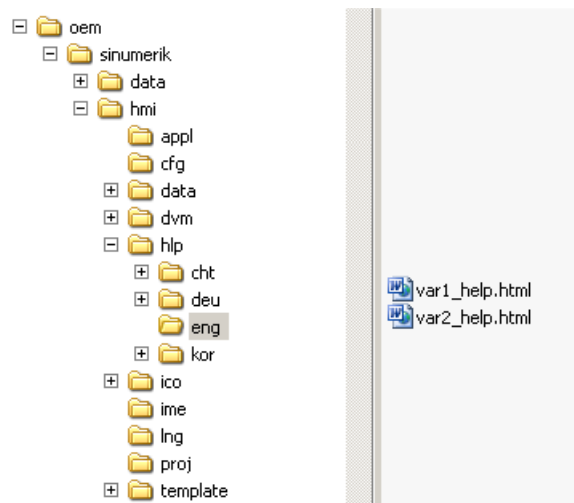 oem
sinumerik
data
hmi
appl
cfg
data
dvm
hlp
cht
deu
eng
kor
ico
ime
lng
proj
template
var1_help.html
var2_help.html